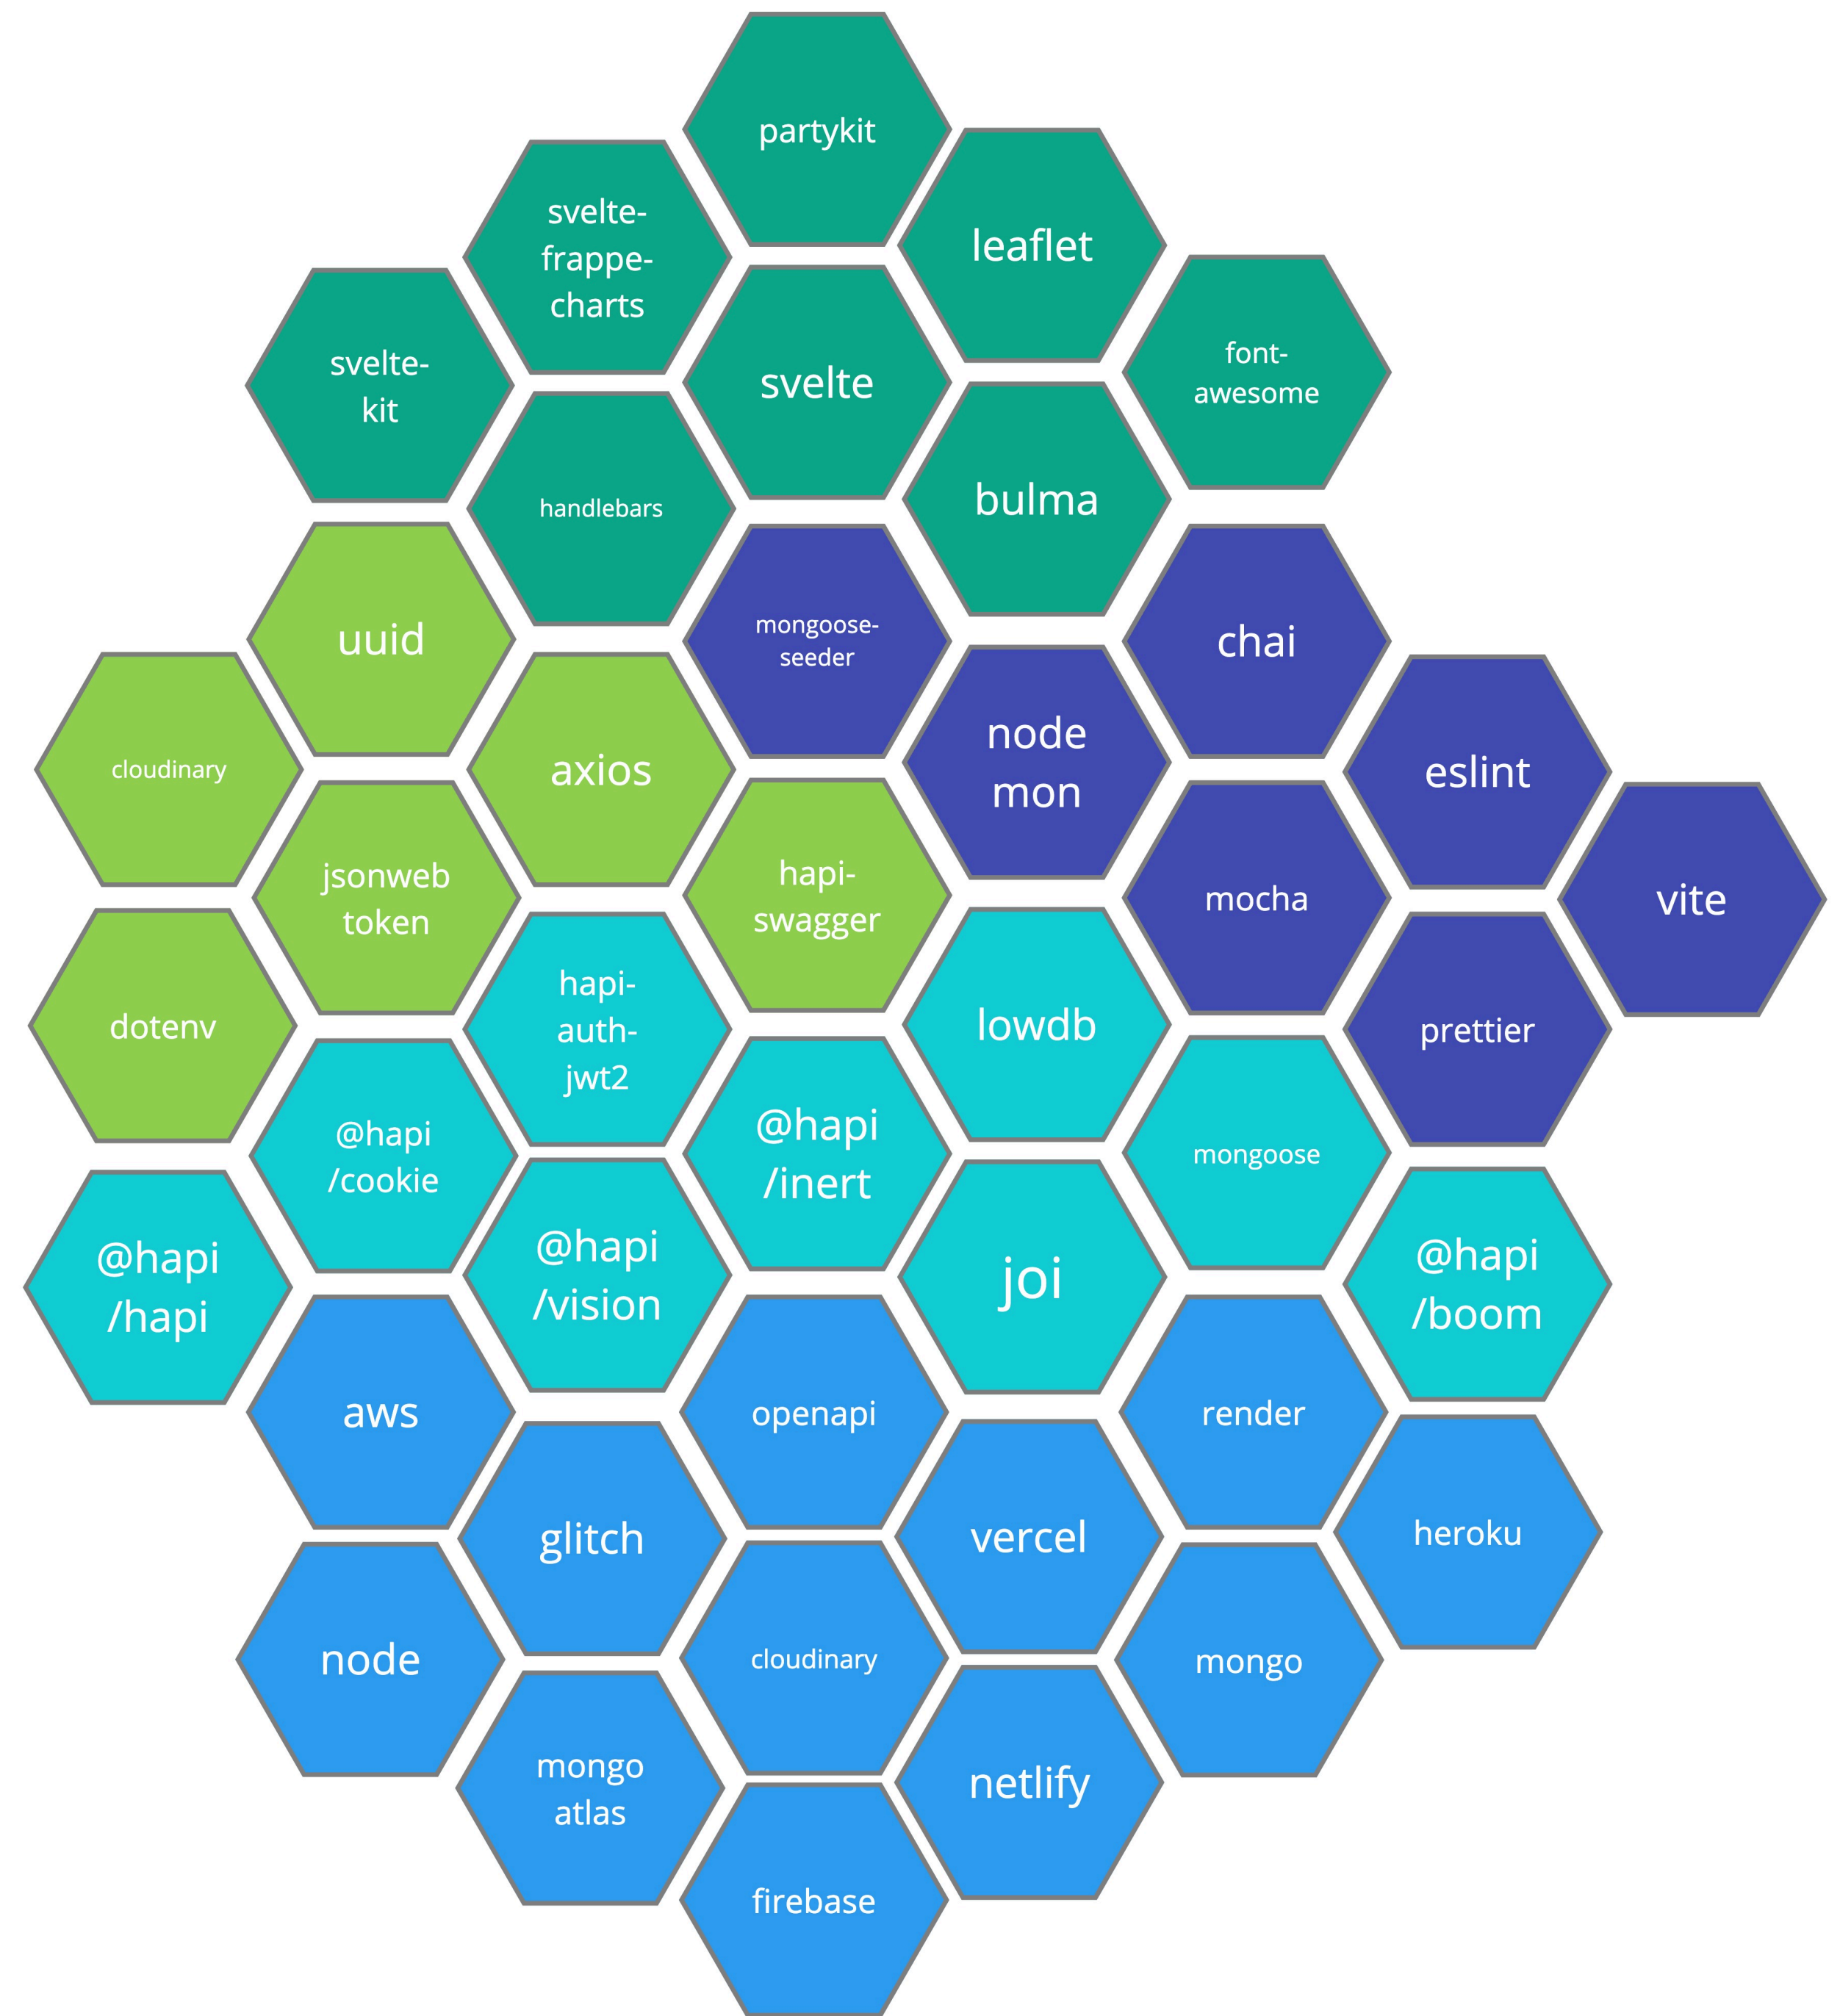 partykit
svelte-
frappe-
charts
leaflet
svelte-
kit
svelte
font-
awesome
handlebars
bulma
uuid
mongoose-
seeder
chai
cloudinary
axios
node
mon
eslint
jsonweb
token
hapi-
swagger
mocha
vite
dotenv
hapi-
auth-
jwt2
lowdb
prettier
@hapi
/cookie
@hapi
/inert
mongoose
@hapi
/hapi
@hapi
/vision
joi
@hapi
/boom
aws
openapi
render
glitch
vercel
heroku
node
cloudinary
mongo
mongo
atlas
netlify
firebase